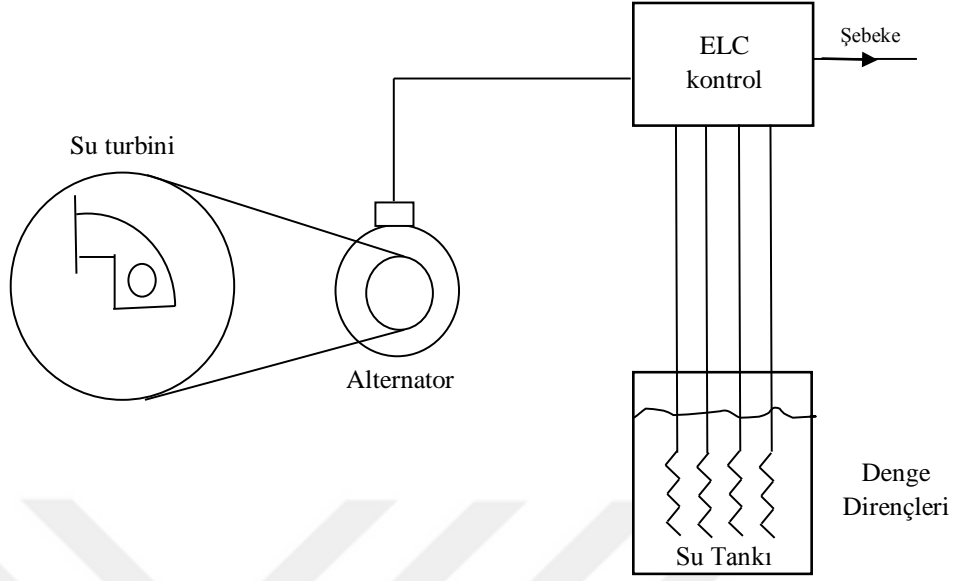 ELC
kontrol
Şebeke
Su turbini
Alternator
Denge
Dirençleri
Su Tankı